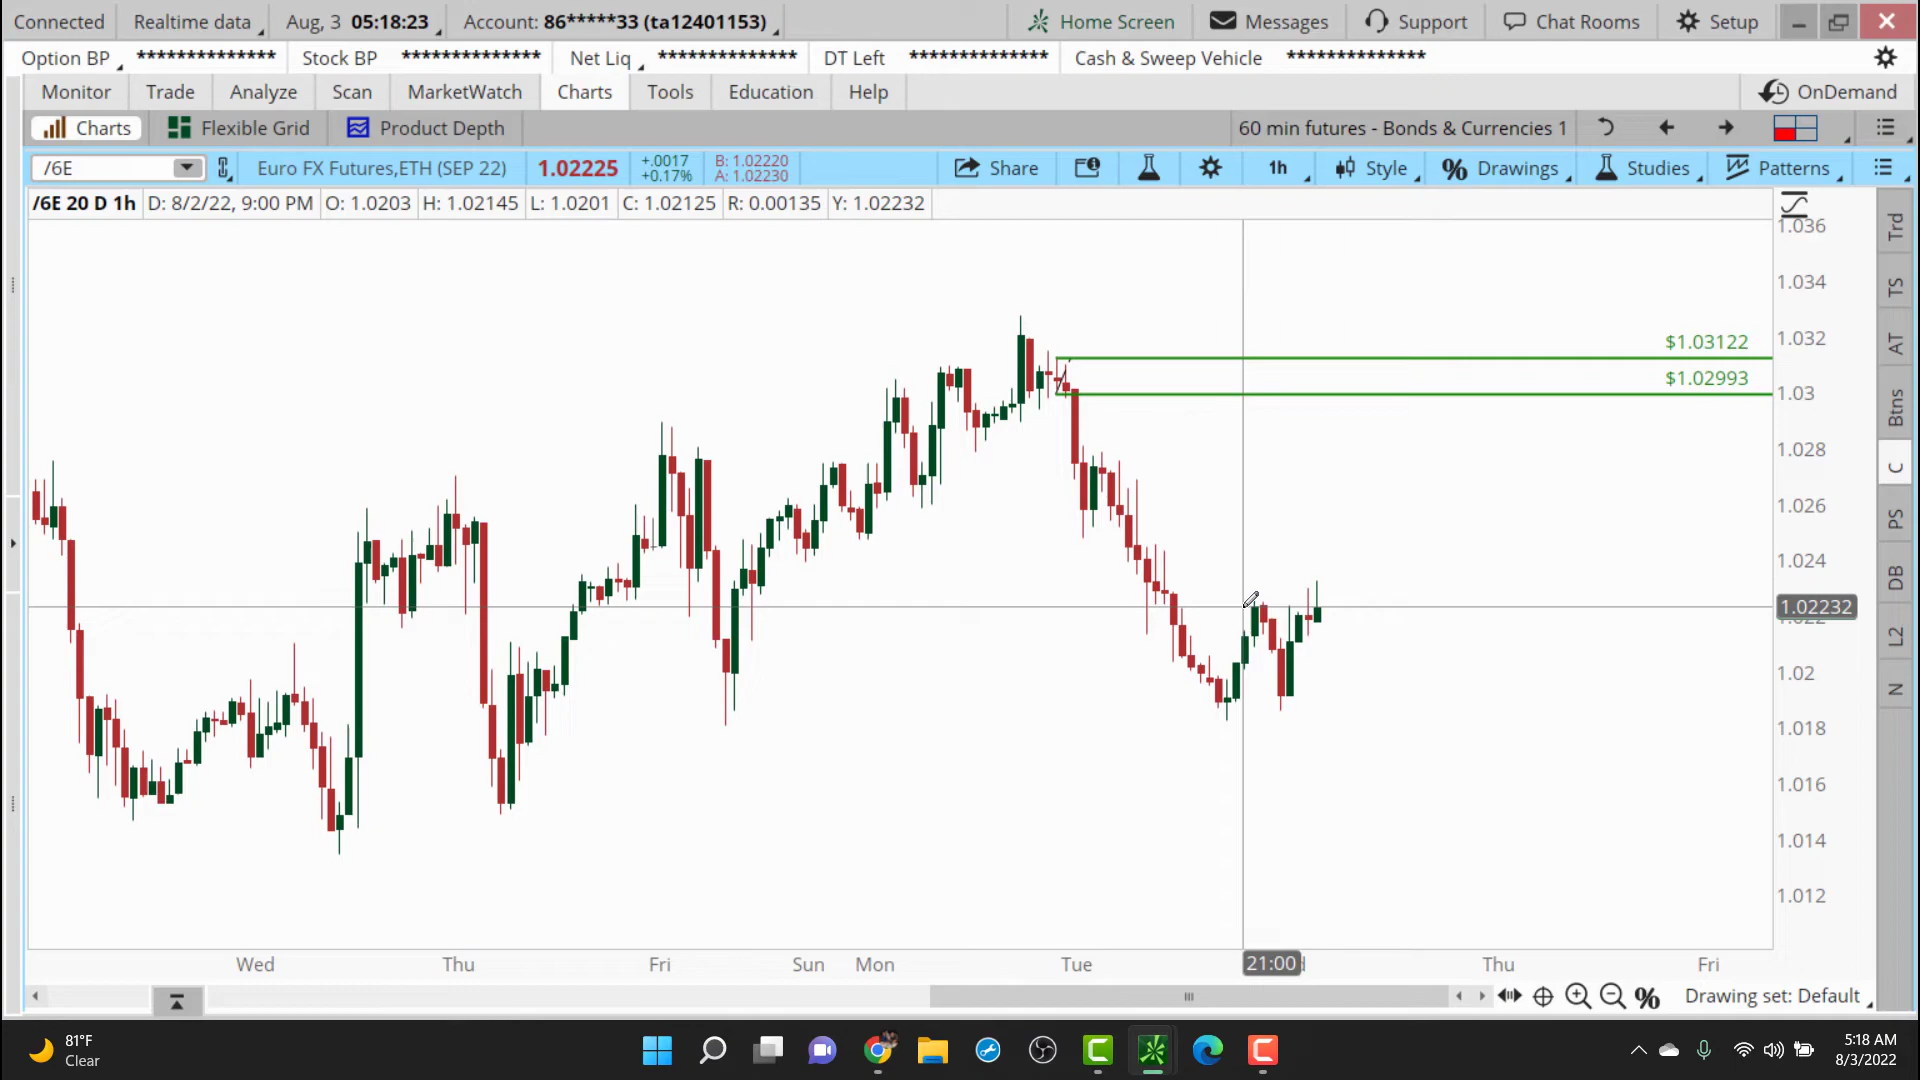 Connected Realtime data Aug, 3 05:18:23 Account: 86*****33 (ta12401153) Home Screen Messages Support Chat Rooms Setup
Option BP ************* Stock BP ************* Net Liq ************* DT Left ************* Cash & Sweep Vehicle *************
Monitor Trade Analyze Scan MarketWatch Charts Tools Education Help OnDemand
Charts Flexible Grid Product Depth 60 min futures - Bonds & Currencies 1
/6E Euro FX Futures,ETH (SEP 22) 1.02225 +.0017 B: 1.02220 Share 1h Style Drawings Studies Patterns
+0.17% A: 1.02230
/6E 20 D 1h D: 8/2/22, 9:00 PM O: 1.0203 H: 1.02145 L: 1.0201 C: 1.02125 R: 0.00135 Y: 1.02232
1.036
Trd
1.034
TS
$1.03122
1.032
AT
$1.02993
1.03
Btns
1.028
C
1.026
PS
1.024
DB
1.02232
L2
1.02
N
1.018
1.016
1.014
1.012
Wed Thu Fri Sun Mon Tue 21:00 Thu Fri
Drawing set: Default
81°F
Clear
5:18 AM
8/3/2022